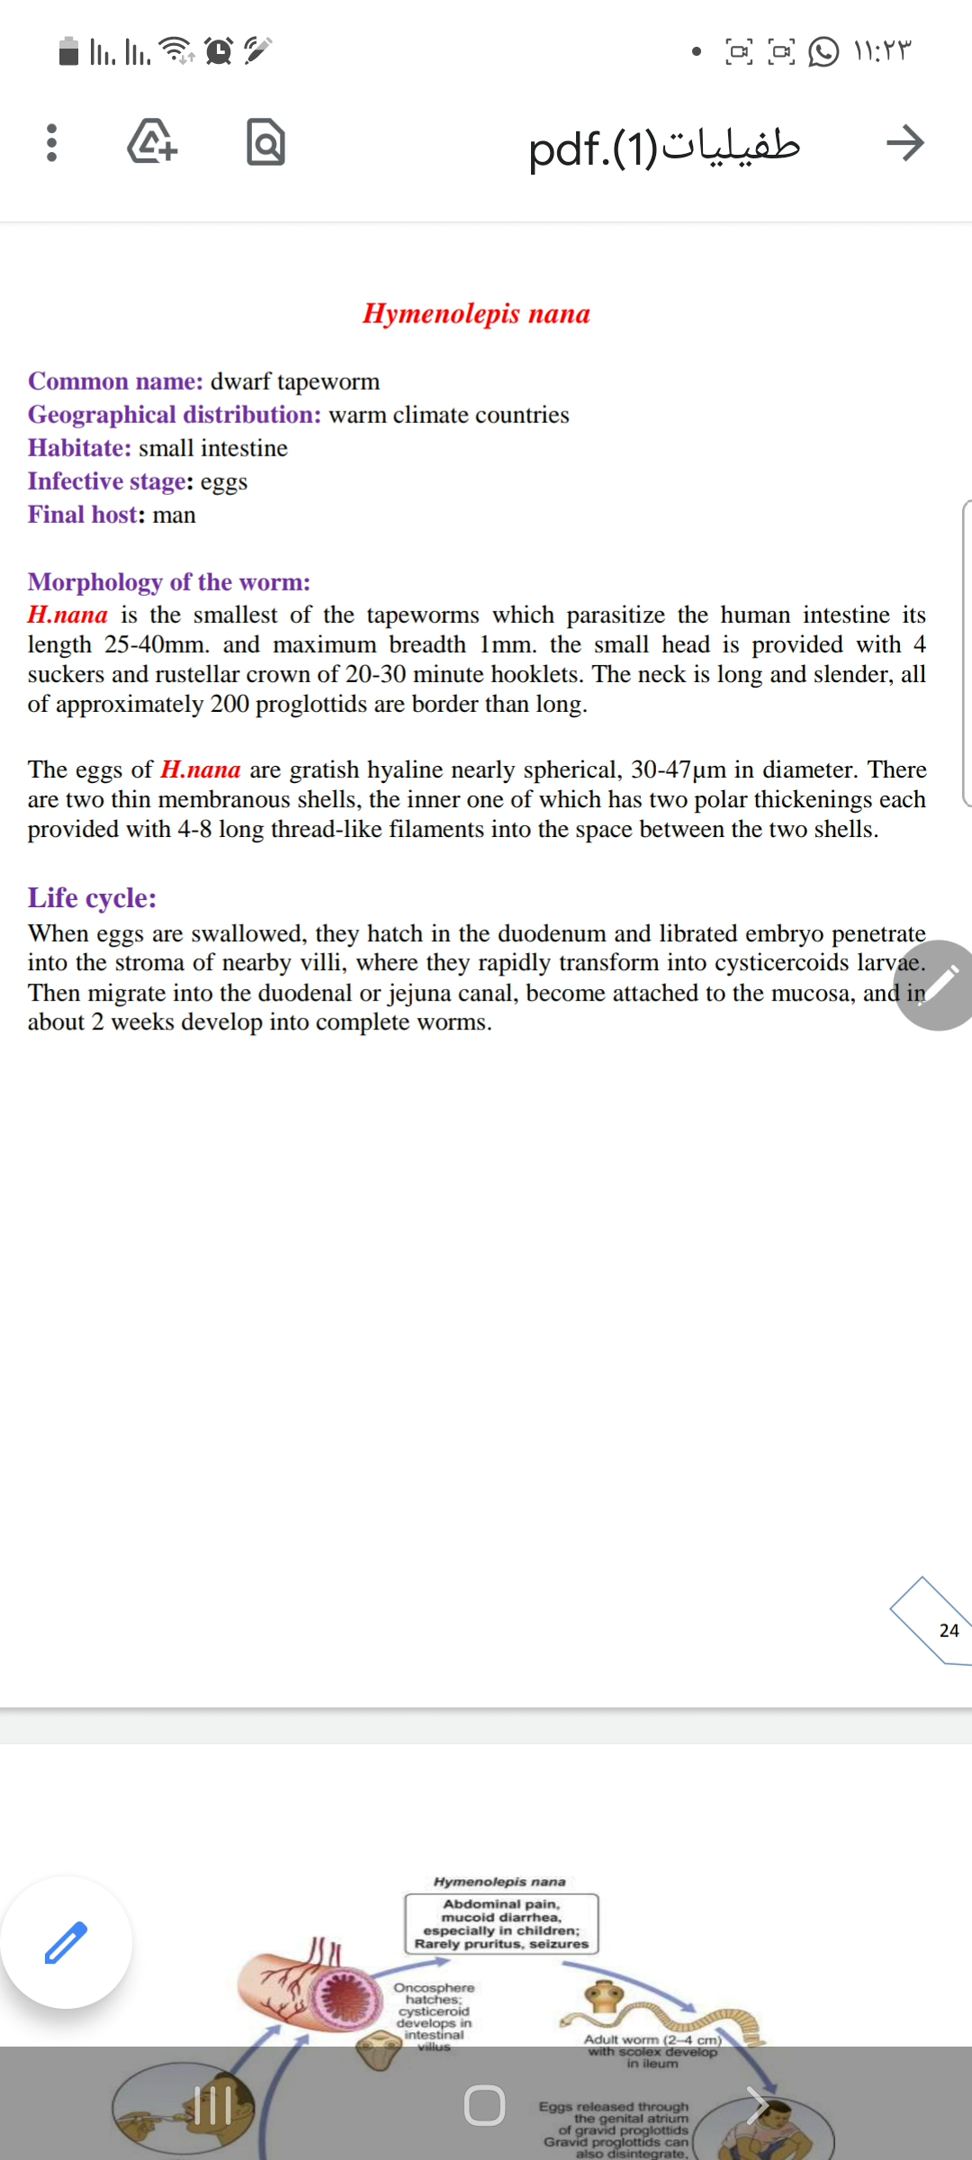 ١١:٢٣
طفيليات(1).pdf
Hymenolepis nana
Common name: dwarf tapeworm
Geographical distribution: warm climate countries
Habitate: small intestine
Infective stage: eggs
Final host: man
Morphology of the worm:
H.nana is the smallest of the tapeworms which parasitize the human intestine its
length 25-40mm. and maximum breadth 1mm. the small head is provided with 4
suckers and rustellar crown of 20-30 minute hooklets. The neck is long and slender, all
of approximately 200 proglottids are border than long.
The eggs of H.nana are gratish hyaline nearly spherical, 30-47µm in diameter. There
are two thin membranous shells, the inner one of which has two polar thickenings each
provided with 4-8 long thread-like filaments into the space between the two shells.
Life cycle:
When eggs are swallowed, they hatch in the duodenum and librated embryo penetrate
into the stroma of nearby villi, where they rapidly transform into cysticercoids larvae.
Then migrate into the duodenal or jejuna canal, become attached to the mucosa, and in
about 2 weeks develop into complete worms.
24
Hymenolepis nana
Abdominal pain,
mucoid diarrhea,
especially in children;
Rarely pruritus, seizures
Oncosphere
hatches;
cysticeroid
develops in
intestinal
villus
Adult worm (2–4 cm)
with scolex develop
in ileum
Eggs released through
the genital atrium
of gravid proglottids
Gravid proglottids can
also disintegrate,